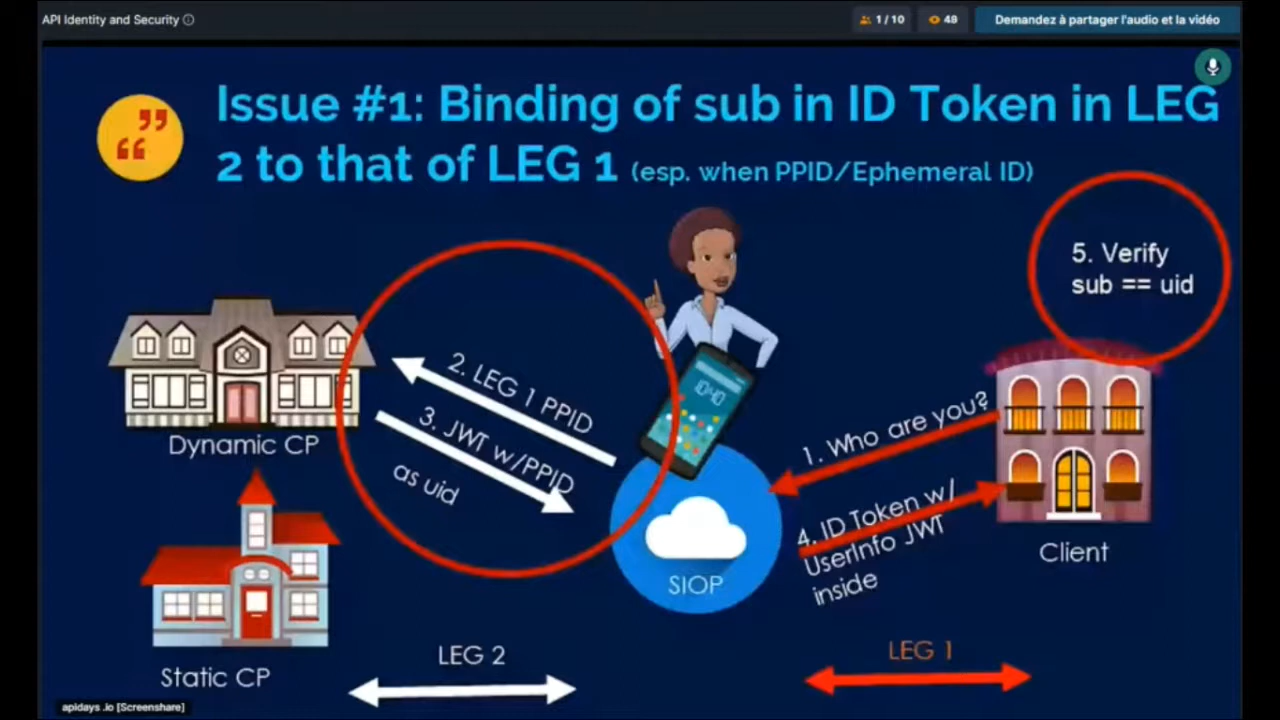 API Identity and Security
1 / 10
48
Demandez à partager l'audio et la vidéo
Issue #1: Binding of sub in ID Token in LEG
2 to that of LEG 1 (esp. when PPID/Ephemeral ID)
5. Verify
sub == uid
10:40
2. LEG 1 PPID
3. JWT w/PPID
as uid
Dynamic CP
1. Who are you?
4. ID Token w/
UserInfo JWT
inside
Client
SIOP
LEG 2
LEG 1
Static CP
apidays .io [Screenshare]